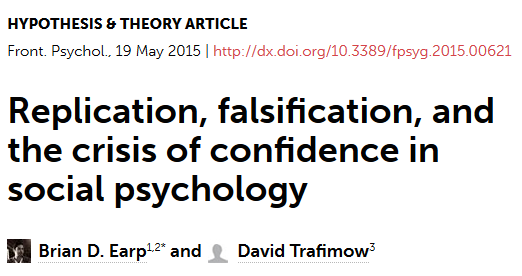 HYPOTHESIS & THEORY ARTICLE
Front. Psychol., 19 May 2015 | http://dx.doi.org/10.3389/fpsyg.2015.00621
Replication, falsification, and
the crisis of confidence in
social psychology
Brian D. Earp1,2* and David Trafimow3